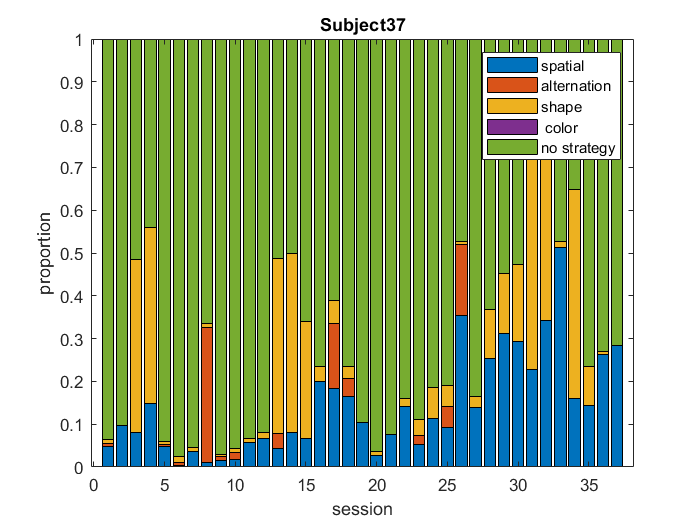 Subject37
1
0.9
0.8
0.7
0.6
0.5
0.4
0.3
0.2
0.1
0
proportion
spatial
alternation
shape
color
no strategy
0 5 10 15 20 25 30 35
session